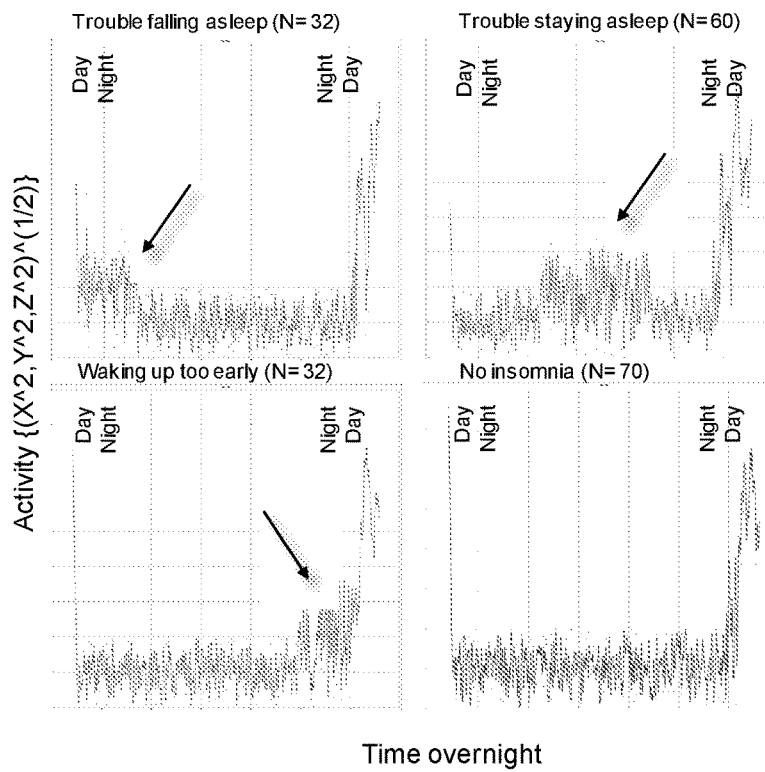 Trouble falling asleep (N=32)
Trouble staying asleep (N=60)
Day
Night
Night
Day
Day
Night
Night
Day
Waking up too early (N=32)
No insomnia (N=70)
Day
Night
Night
Day
Day
Night
Night
Day
Activity {(X^2,Y^2,Z^2)^(1/2)}
Time overnight